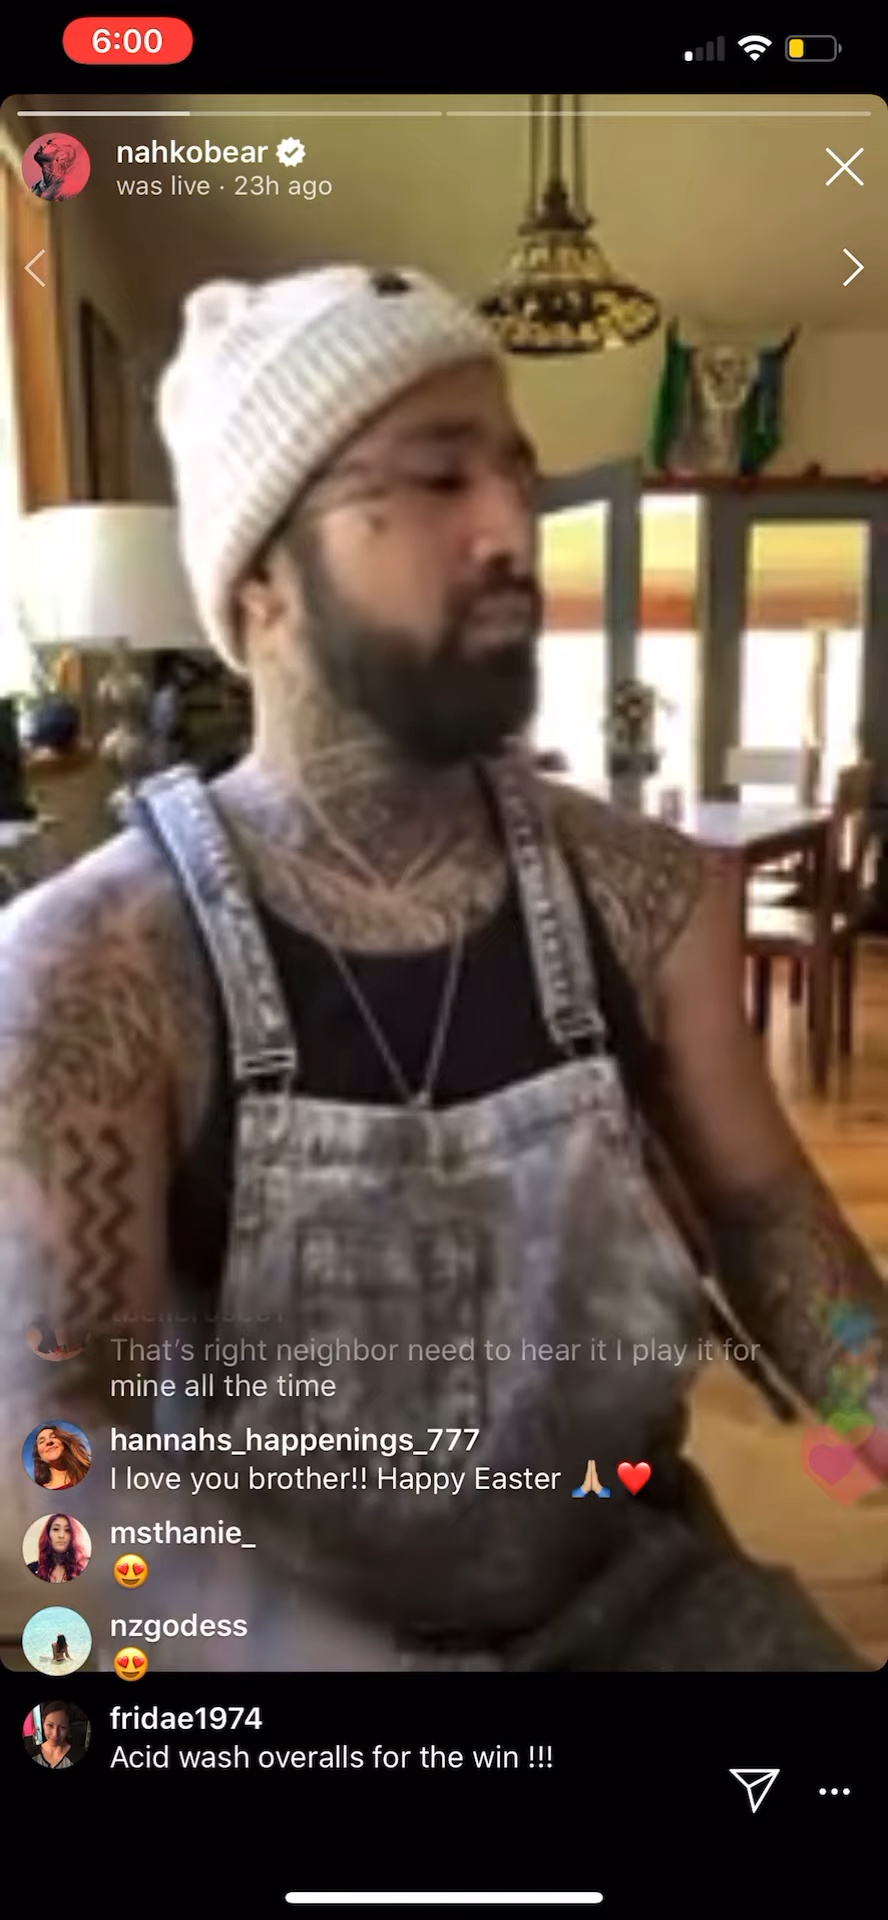 6:00
nahkobear
was live · 23h ago
That's right neighbor need to hear it I play it for
mine all the time
hannahs_happenings_777
I love you brother!! Happy Easter 🙏🏼❤️
msthanie_
😍
nzgodess
😍
fridae1974
Acid wash overalls for the win !!!